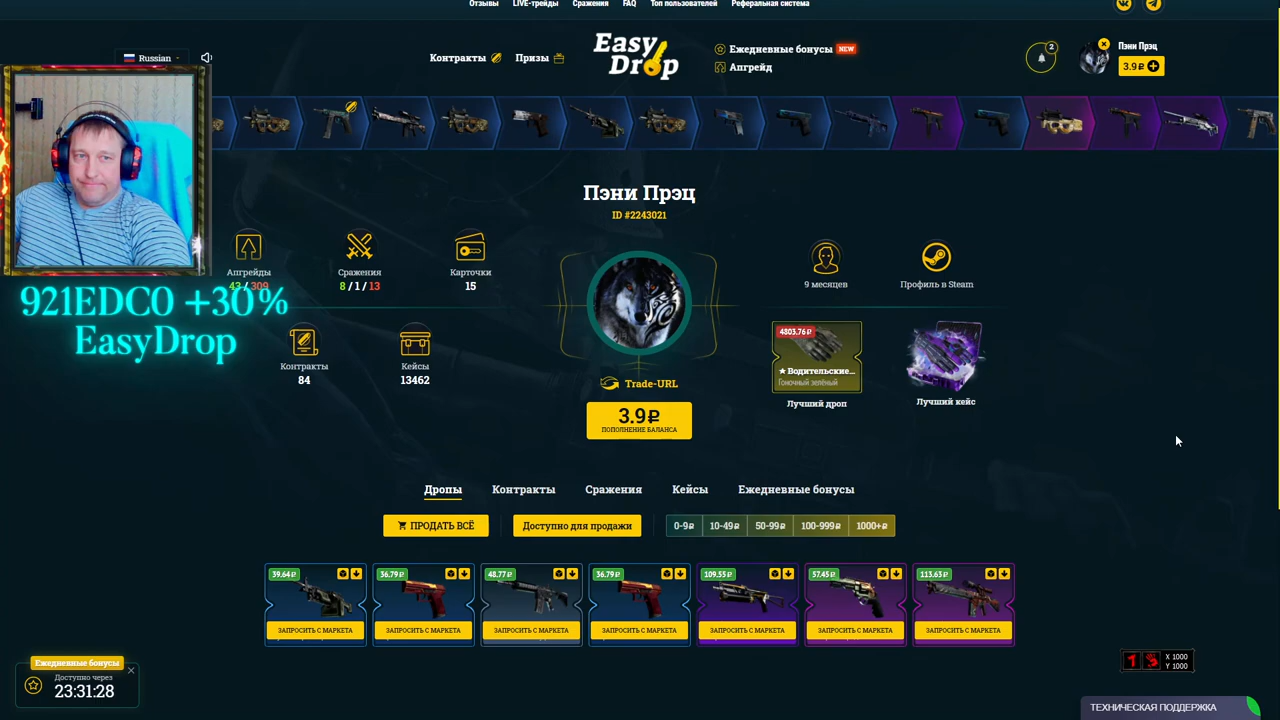 Отзывы LIVE-трейды Сражения FAQ Топ пользователей Реферальная система
Russian
Контракты Призы
Easy Drop
Ежедневные бонусы NEW
Апгрейд
2
Пэни Прэц
3.9₽
Пэни Прэц
ID #2243021
Апгрейды
43 / 309
Сражения
8 / 1 / 13
Карточки
15
9 месяцев
Профиль в Steam
921EDC0 +30%
EasyDrop
Контракты
84
Кейсы
13462
Trade-URL
3.9₽
ПОПОЛНЕНИЕ БАЛАНСА
4803.76₽
★ Водительские...
Гоночный зелёный
Лучший дроп
Лучший кейс
Дропы Контракты Сражения Кейсы Ежедневные бонусы
ПРОДАТЬ ВСЁ Доступно для продажи 0-9₽ 10-49₽ 50-99₽ 100-999₽ 1000+₽
39.64₽ 36.79₽ 48.77₽ 36.79₽ 109.55₽ 57.45₽ 113.63₽
ЗАПРОСИТЬ С МАРКЕТА ЗАПРОСИТЬ С МАРКЕТА ЗАПРОСИТЬ С МАРКЕТА ЗАПРОСИТЬ С МАРКЕТА ЗАПРОСИТЬ С МАРКЕТА ЗАПРОСИТЬ С МАРКЕТА ЗАПРОСИТЬ С МАРКЕТА
Ежедневные бонусы
Доступно через
23:31:28
X 1000
Y 1000
ТЕХНИЧЕСКАЯ ПОДДЕРЖКА